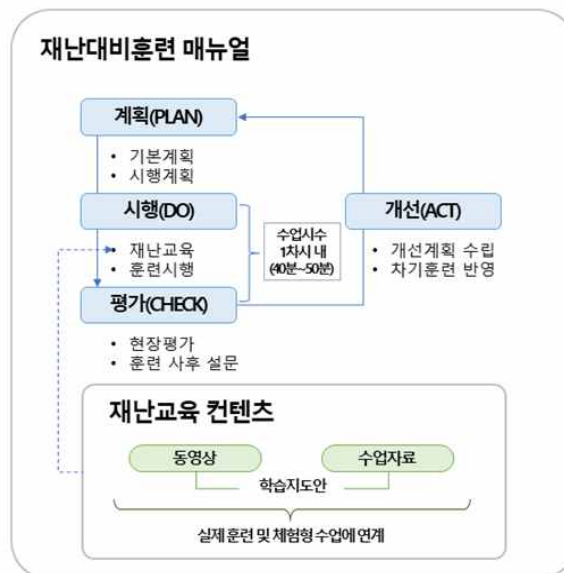 재난대비훈련 매뉴얼
계획(PLAN)
• 기본계획
• 시행계획
시행(DO)
• 재난교육
• 훈련시행
수업시수
1차시 내
(40분~50분)
개선(ACT)
• 개선계획 수립
• 차기훈련 반영
평가(CHECK)
• 현장평가
• 훈련 사후 설문
재난교육 컨텐츠
동영상
수업자료
학습지도안
실제 훈련 및 체험형 수업에 연계